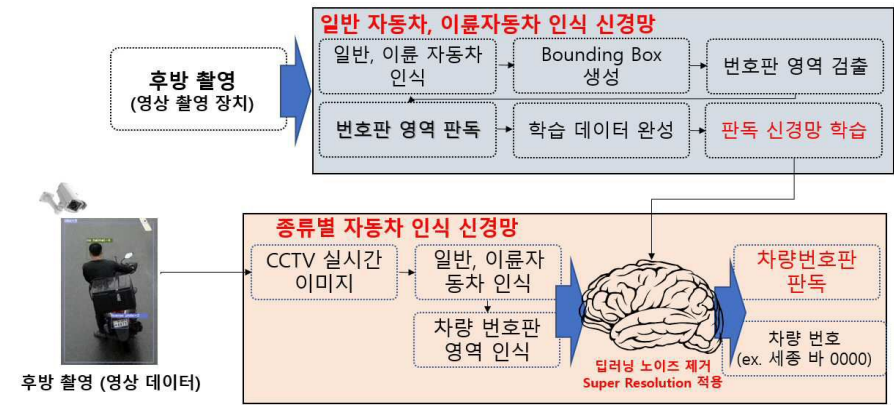 일반 자동차, 이륜자동차 인식 신경망
후방 촬영
(영상 촬영 장치)
일반, 이륜 자동차
인식
Bounding Box
생성
번호판 영역 검출
번호판 영역 판독
학습 데이터 완성
판독 신경망 학습
종류별 자동차 인식 신경망
CCTV 실시간
이미지
일반, 이륜자
동차 인식
차량 번호판
영역 인식
딥러닝 노이즈 제거
Super Resolution 적용
차량번호판
판독
차량 번호
(ex. 세종 바 0000)
후방 촬영 (영상 데이터)